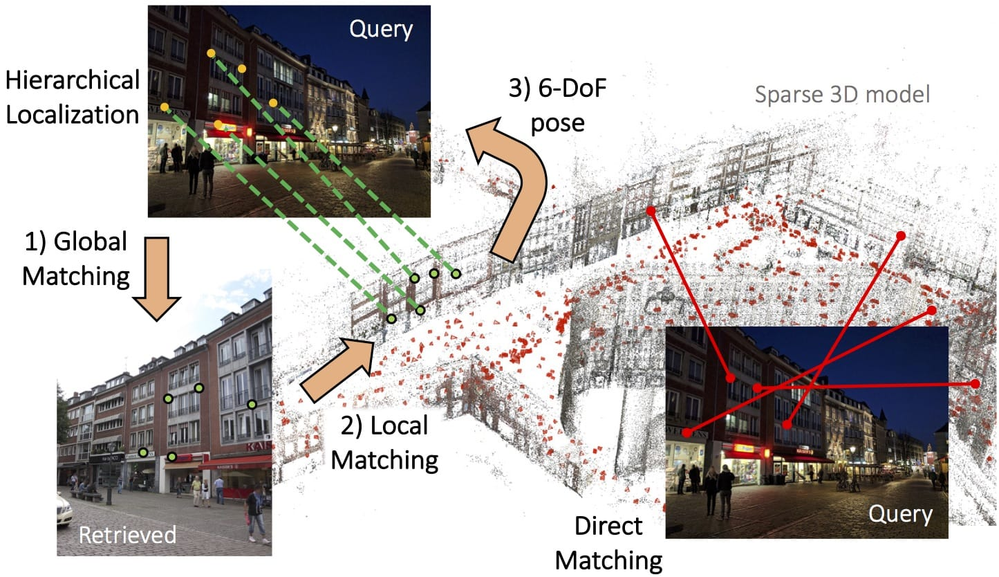 Query
Hierarchical
Localization
3) 6-DoF
pose
Sparse 3D model
1) Global
Matching
2) Local
Matching
KAISER'S
Retrieved
Direct
Matching
Query